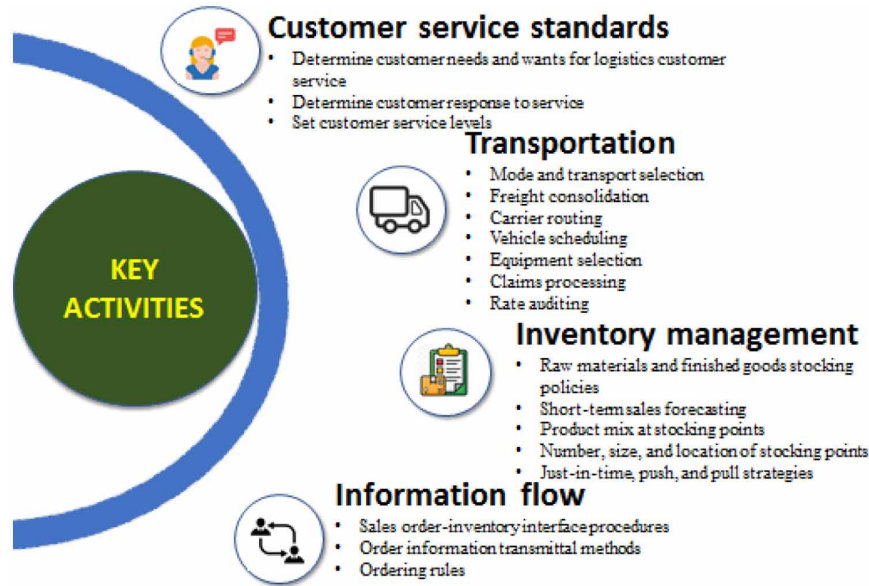 Customer service standards
• Determine customer needs and wants for logistics customer
service
• Determine customer response to service
• Set customer service levels
Transportation
• Mode and transport selection
• Freight consolidation
• Carrier routing
• Vehicle scheduling
• Equipment selection
• Claims processing
• Rate auditing
KEY
ACTIVITIES
Inventory management
• Raw materials and finished goods stocking
policies
• Short-term sales forecasting
• Product mix at stocking points
• Number, size, and location of stocking points
• Just-in-time, push, and pull strategies
Information flow
• Sales order-inventory interface procedures
• Order information transmittal methods
• Ordering rules